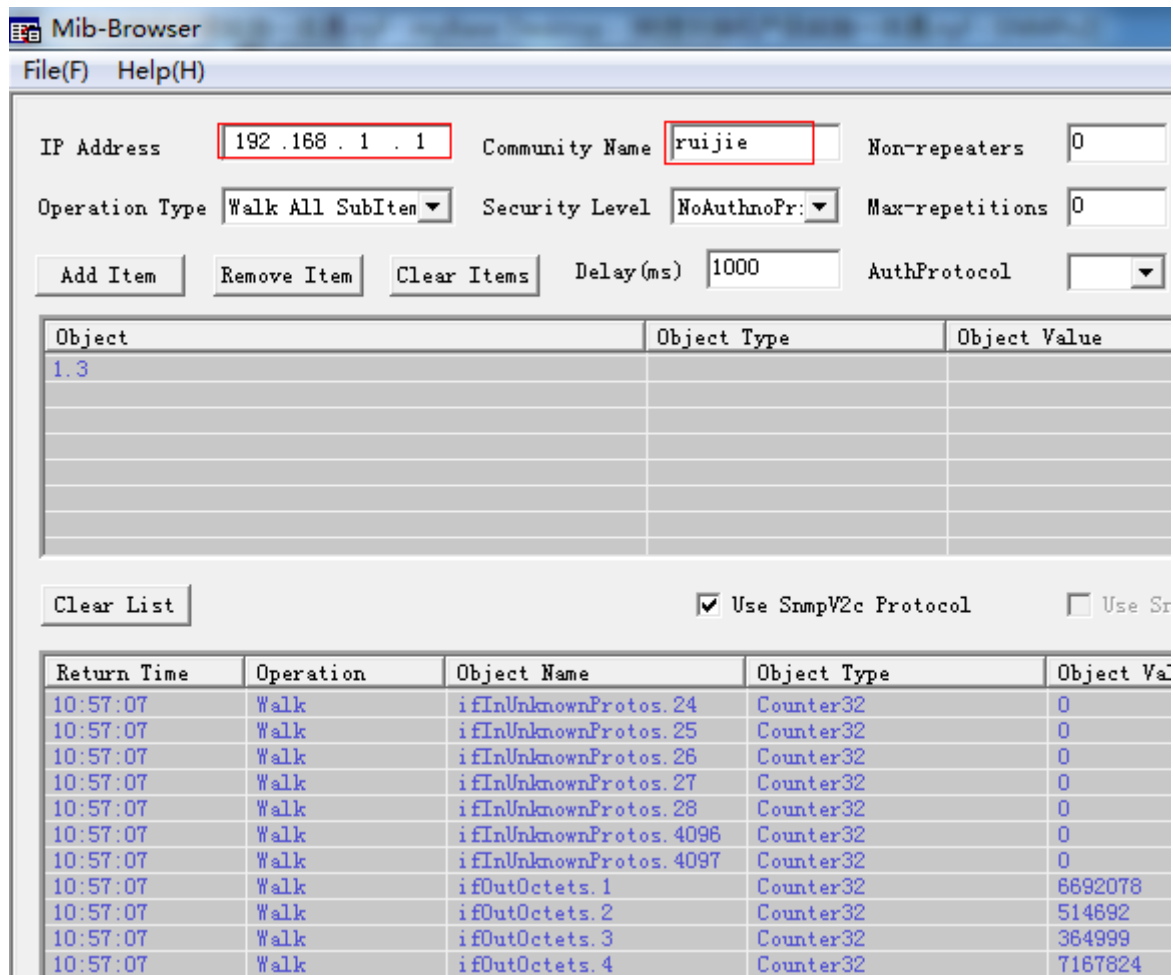 Mib-Browser
File(F) Help(H)
IP Address 192 .168 . 1 . 1 Community Name ruijie Non-repeaters 0
Operation Type Walk All SubItem Security Level NoAuthnoPr: Max-repetitions 0
Add Item Remove Item Clear Items Delay(ms) 1000 AuthProtocol
Object Object Type Object Value
1.3
Clear List Use SnmpV2c Protocol Use Sn
Return Time Operation Object Name Object Type Object Val
10:57:07 Walk ifInUnknownProtos.24 Counter32 0
10:57:07 Walk ifInUnknownProtos.25 Counter32 0
10:57:07 Walk ifInUnknownProtos.26 Counter32 0
10:57:07 Walk ifInUnknownProtos.27 Counter32 0
10:57:07 Walk ifInUnknownProtos.28 Counter32 0
10:57:07 Walk ifInUnknownProtos.4096 Counter32 0
10:57:07 Walk ifInUnknownProtos.4097 Counter32 0
10:57:07 Walk ifOutOctets.1 Counter32 6692078
10:57:07 Walk ifOutOctets.2 Counter32 514692
10:57:07 Walk ifOutOctets.3 Counter32 364999
10:57:07 Walk ifOutOctets.4 Counter32 7167824